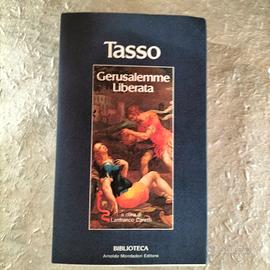 Tasso
Gerusalemme
Liberata
a cura di
Lanfranco Caretti
BIBLIOTECA
Arnoldo Mondadori Editore